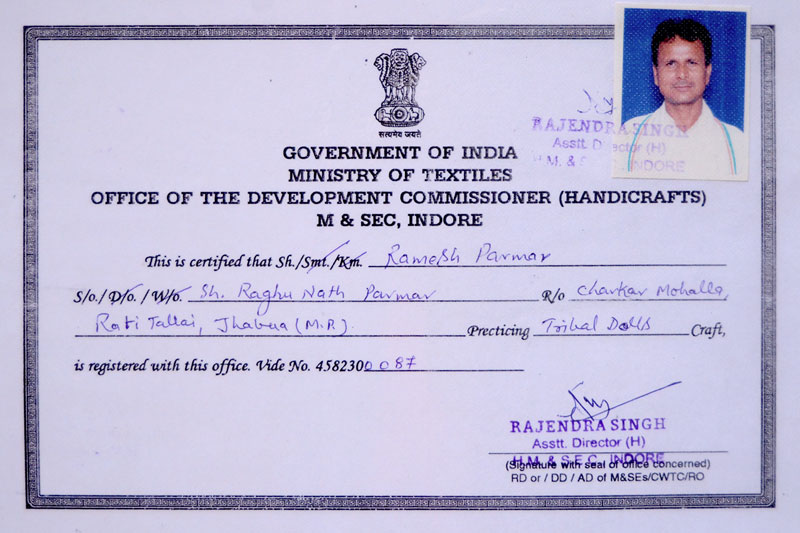 सत्यमेव जयते
RAJENDRA SINGH
Asstt. Director (H)
H.M. & S. INDORE
GOVERNMENT OF INDIA
MINISTRY OF TEXTILES
OFFICE OF THE DEVELOPMENT COMMISSIONER (HANDICRAFTS)
M & SEC, INDORE
This is certified that Sh./Smt./Km. Ramesh Parmar
S/o./D/o./W/o. Sh. Raghu Nath Parmar R/o Charkar Mohalla,
Rati Tallai, Jhabua (M.P.) Precticing Tribal Dolls Craft,
is registered with this office. Vide No. 4582300087
RAJENDRA SINGH
Asstt. Director (H)
H.M. & S.E.C. INDORE
(Signature with seal of office concerned)
RD or / DD / AD of M&SEs/CWTC/RO